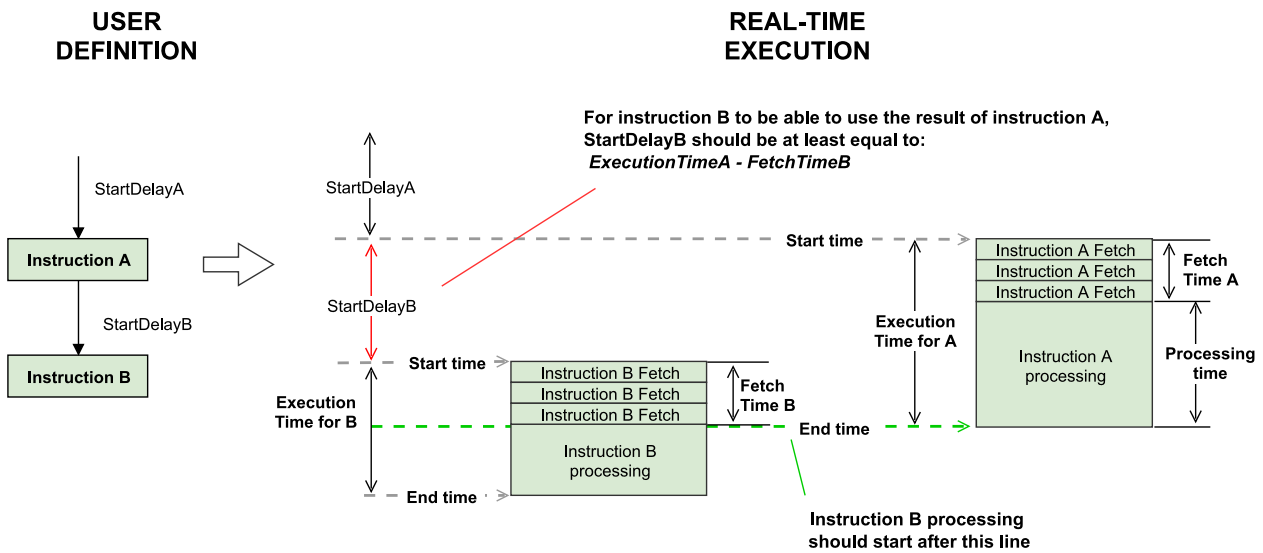 USER
DEFINITION
REAL-TIME
EXECUTION
For instruction B to be able to use the result of instruction A,
StartDelayB should be at least equal to:
ExecutionTimeA - FetchTimeB
StartDelayA
Instruction A
StartDelayB
Instruction B
StartDelayA
StartDelayB
Start time
Instruction A Fetch
Instruction A Fetch
Instruction A Fetch
Fetch
Time A
Execution
Time for A
Instruction A
processing
Processing
time
End time
Start time
Instruction B Fetch
Instruction B Fetch
Instruction B Fetch
Fetch
Time B
Execution
Time for B
Instruction B
processing
End time
Instruction B processing
should start after this line